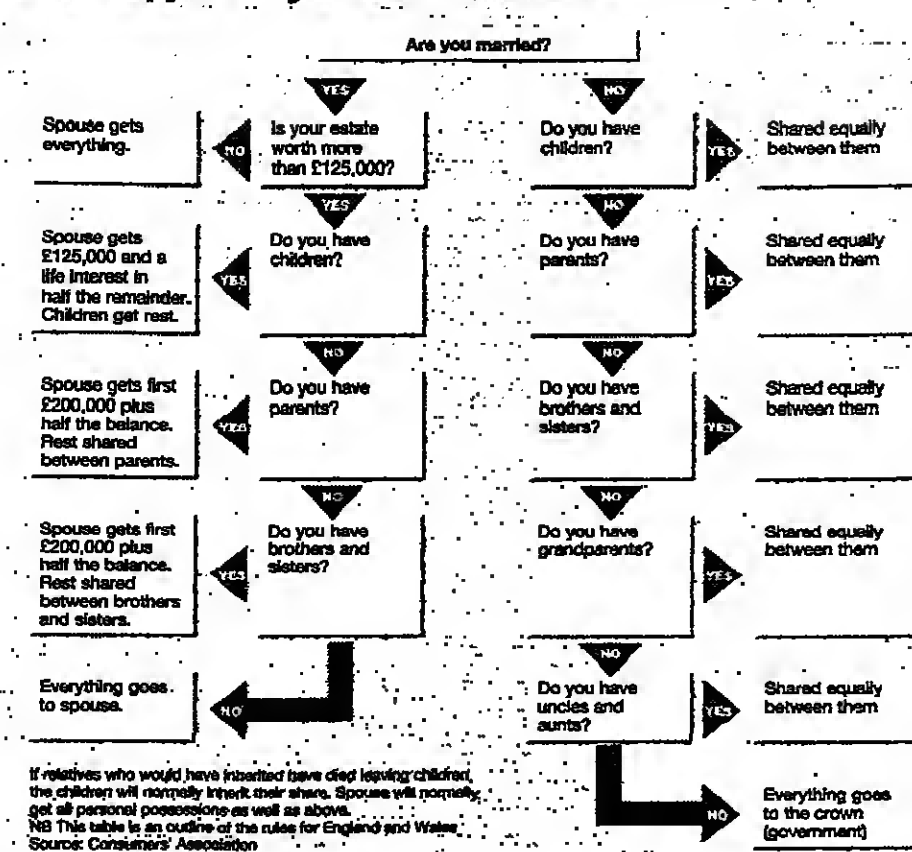 Are you married?
YES
NO
Spouse gets
everything.
NO
Is your estate
worth more
than £125,000?
Do you have
children?
YES
Shared equally
between them
YES
NO
Spouse gets
£125,000 and a
life interest in
half the remainder.
Children get rest.
YES
Do you have
children?
Do you have
parents?
YES
Shared equally
between them
NO
NO
Spouse gets first
£200,000 plus
half the balance.
Rest shared
between parents.
YES
Do you have
parents?
Do you have
brothers and
sisters?
YES
Shared equally
between them
NO
NO
Spouse gets first
£200,000 plus
half the balance.
Rest shared
between brothers
and sisters.
YES
Do you have
brothers and
sisters?
Do you have
grandparents?
YES
Shared equally
between them
NO
Everything goes
to spouse.
NO
Do you have
uncles and
aunts?
YES
Shared equally
between them
If relatives who would have inherited have died leaving children,
the children will normally inherit their share. Spouse will normally
get all personal possessions as well as above.
NB This table is an outline of the rules for England and Wales
Source: Consumers' Association
NO
Everything goes
to the crown
(government)